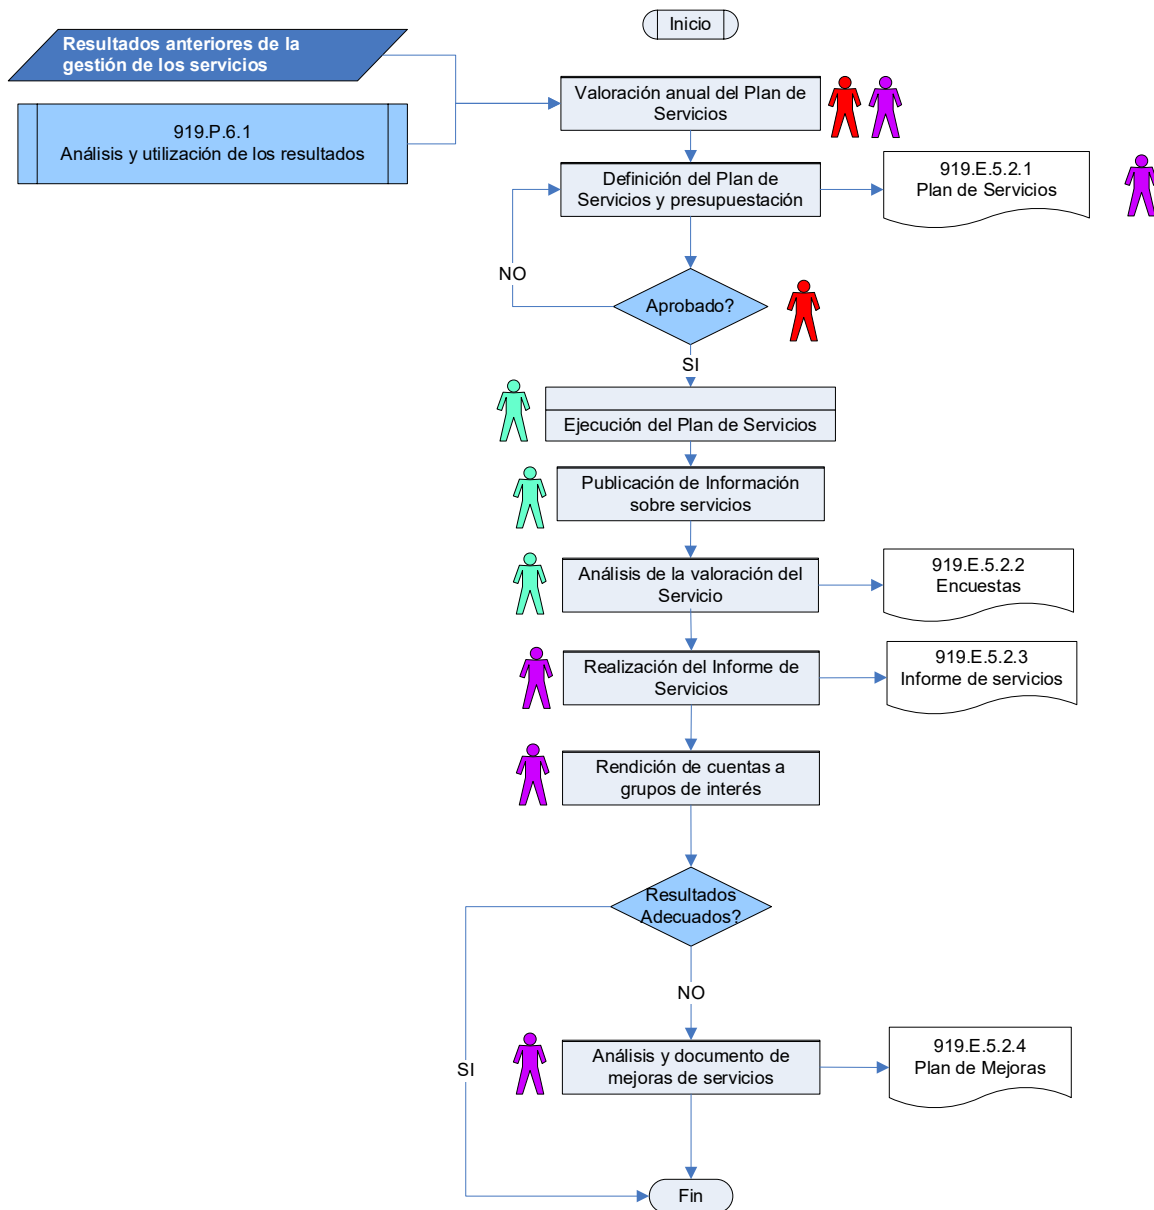 Inicio
Resultados anteriores de la
gestión de los servicios
919.P.6.1
Análisis y utilización de los resultados
Valoración anual del Plan de
Servicios
Definición del Plan de
Servicios y presupuestación
919.E.5.2.1
Plan de Servicios
NO
Aprobado?
SI
Ejecución del Plan de Servicios
Publicación de Información
sobre servicios
Análisis de la valoración del
Servicio
919.E.5.2.2
Encuestas
Realización del Informe de
Servicios
919.E.5.2.3
Informe de servicios
Rendición de cuentas a
grupos de interés
Resultados
Adecuados?
NO
SI
Análisis y documento de
mejoras de servicios
919.E.5.2.4
Plan de Mejoras
Fin